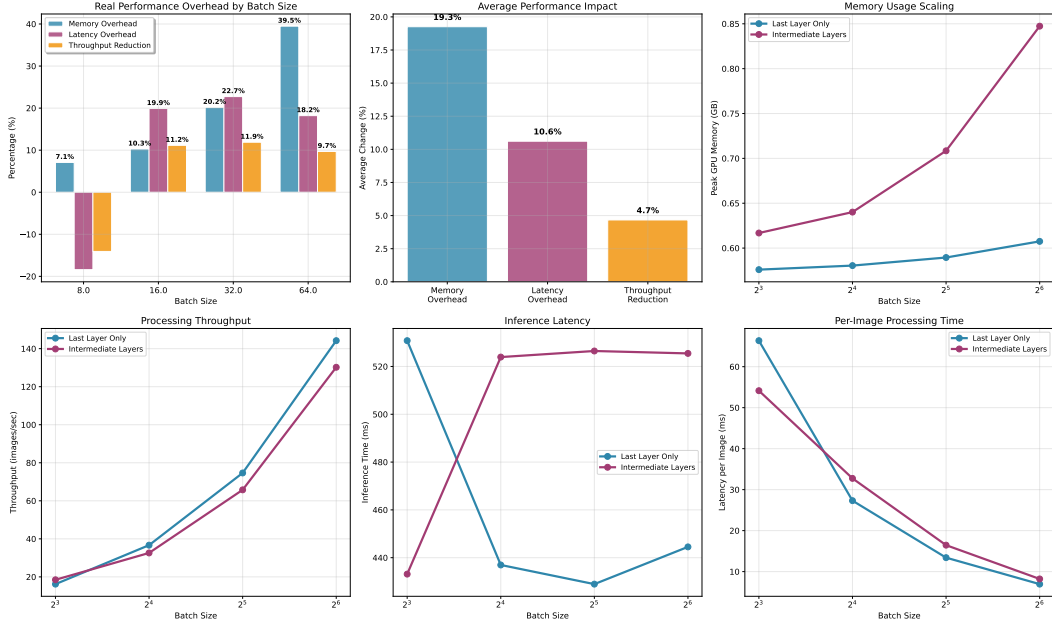 Real Performance Overhead by Batch Size
Memory Overhead
Latency Overhead
Throughput Reduction
Percentage (%)
40
30
20
10
0
−10
−20
7.1%
10.3%
19.9%
11.2%
20.2%
22.7%
11.9%
39.5%
18.2%
9.7%
8.0
16.0
32.0
64.0
Batch Size
Average Performance Impact
Average Change (%)
20.0
17.5
15.0
12.5
10.0
7.5
5.0
2.5
0.0
19.3%
10.6%
4.7%
Memory
Overhead
Latency
Overhead
Throughput
Reduction
Memory Usage Scaling
Last Layer Only
Intermediate Layers
Peak GPU Memory (GB)
0.85
0.80
0.75
0.70
0.65
0.60
2³
2⁴
2⁵
2⁶
Batch Size
Processing Throughput
Last Layer Only
Intermediate Layers
Throughput (images/sec)
140
120
100
80
60
40
20
2³
2⁴
2⁵
2⁶
Batch Size
Inference Latency
Last Layer Only
Intermediate Layers
Inference Time (ms)
520
500
480
460
440
2³
2⁴
2⁵
2⁶
Batch Size
Per-Image Processing Time
Last Layer Only
Intermediate Layers
Latency per Image (ms)
60
50
40
30
20
10
2³
2⁴
2⁵
2⁶
Batch Size